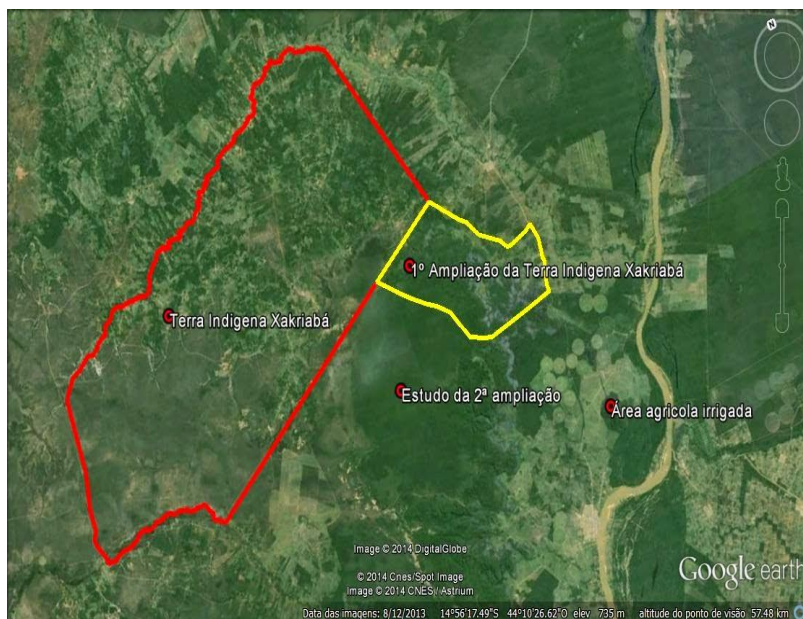 N
1º Ampliação da Terra Indigena Xakriabá
Terra Indigena Xakriabá
Estudo da 2ª ampliação
Área agricola irrigada
Image © 2014 DigitalGlobe
© 2014 Cnes/Spot Image
Image © 2014 CNES / Astrium
Google earth
Data das imagens: 8/12/2013 14°56'17.49"S 44°10'26.62"O elev 735 m altitude do ponto de visão 57.48 km